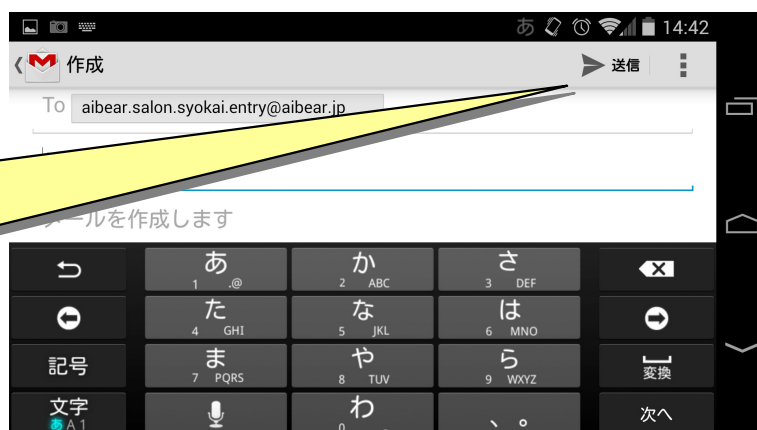 あ 14:42
作成 送信
To aibear.salon.syokai.entry@aibear.jp
ールを作成します
あ か さ
1 .@ 2 ABC 3 DEF
た な は
4 GHI 5 JKL 6 MNO
記号 ま や ら 変換
7 PQRS 8 TUV 9 WXYZ
文字 わ 、。 次へ
あA1